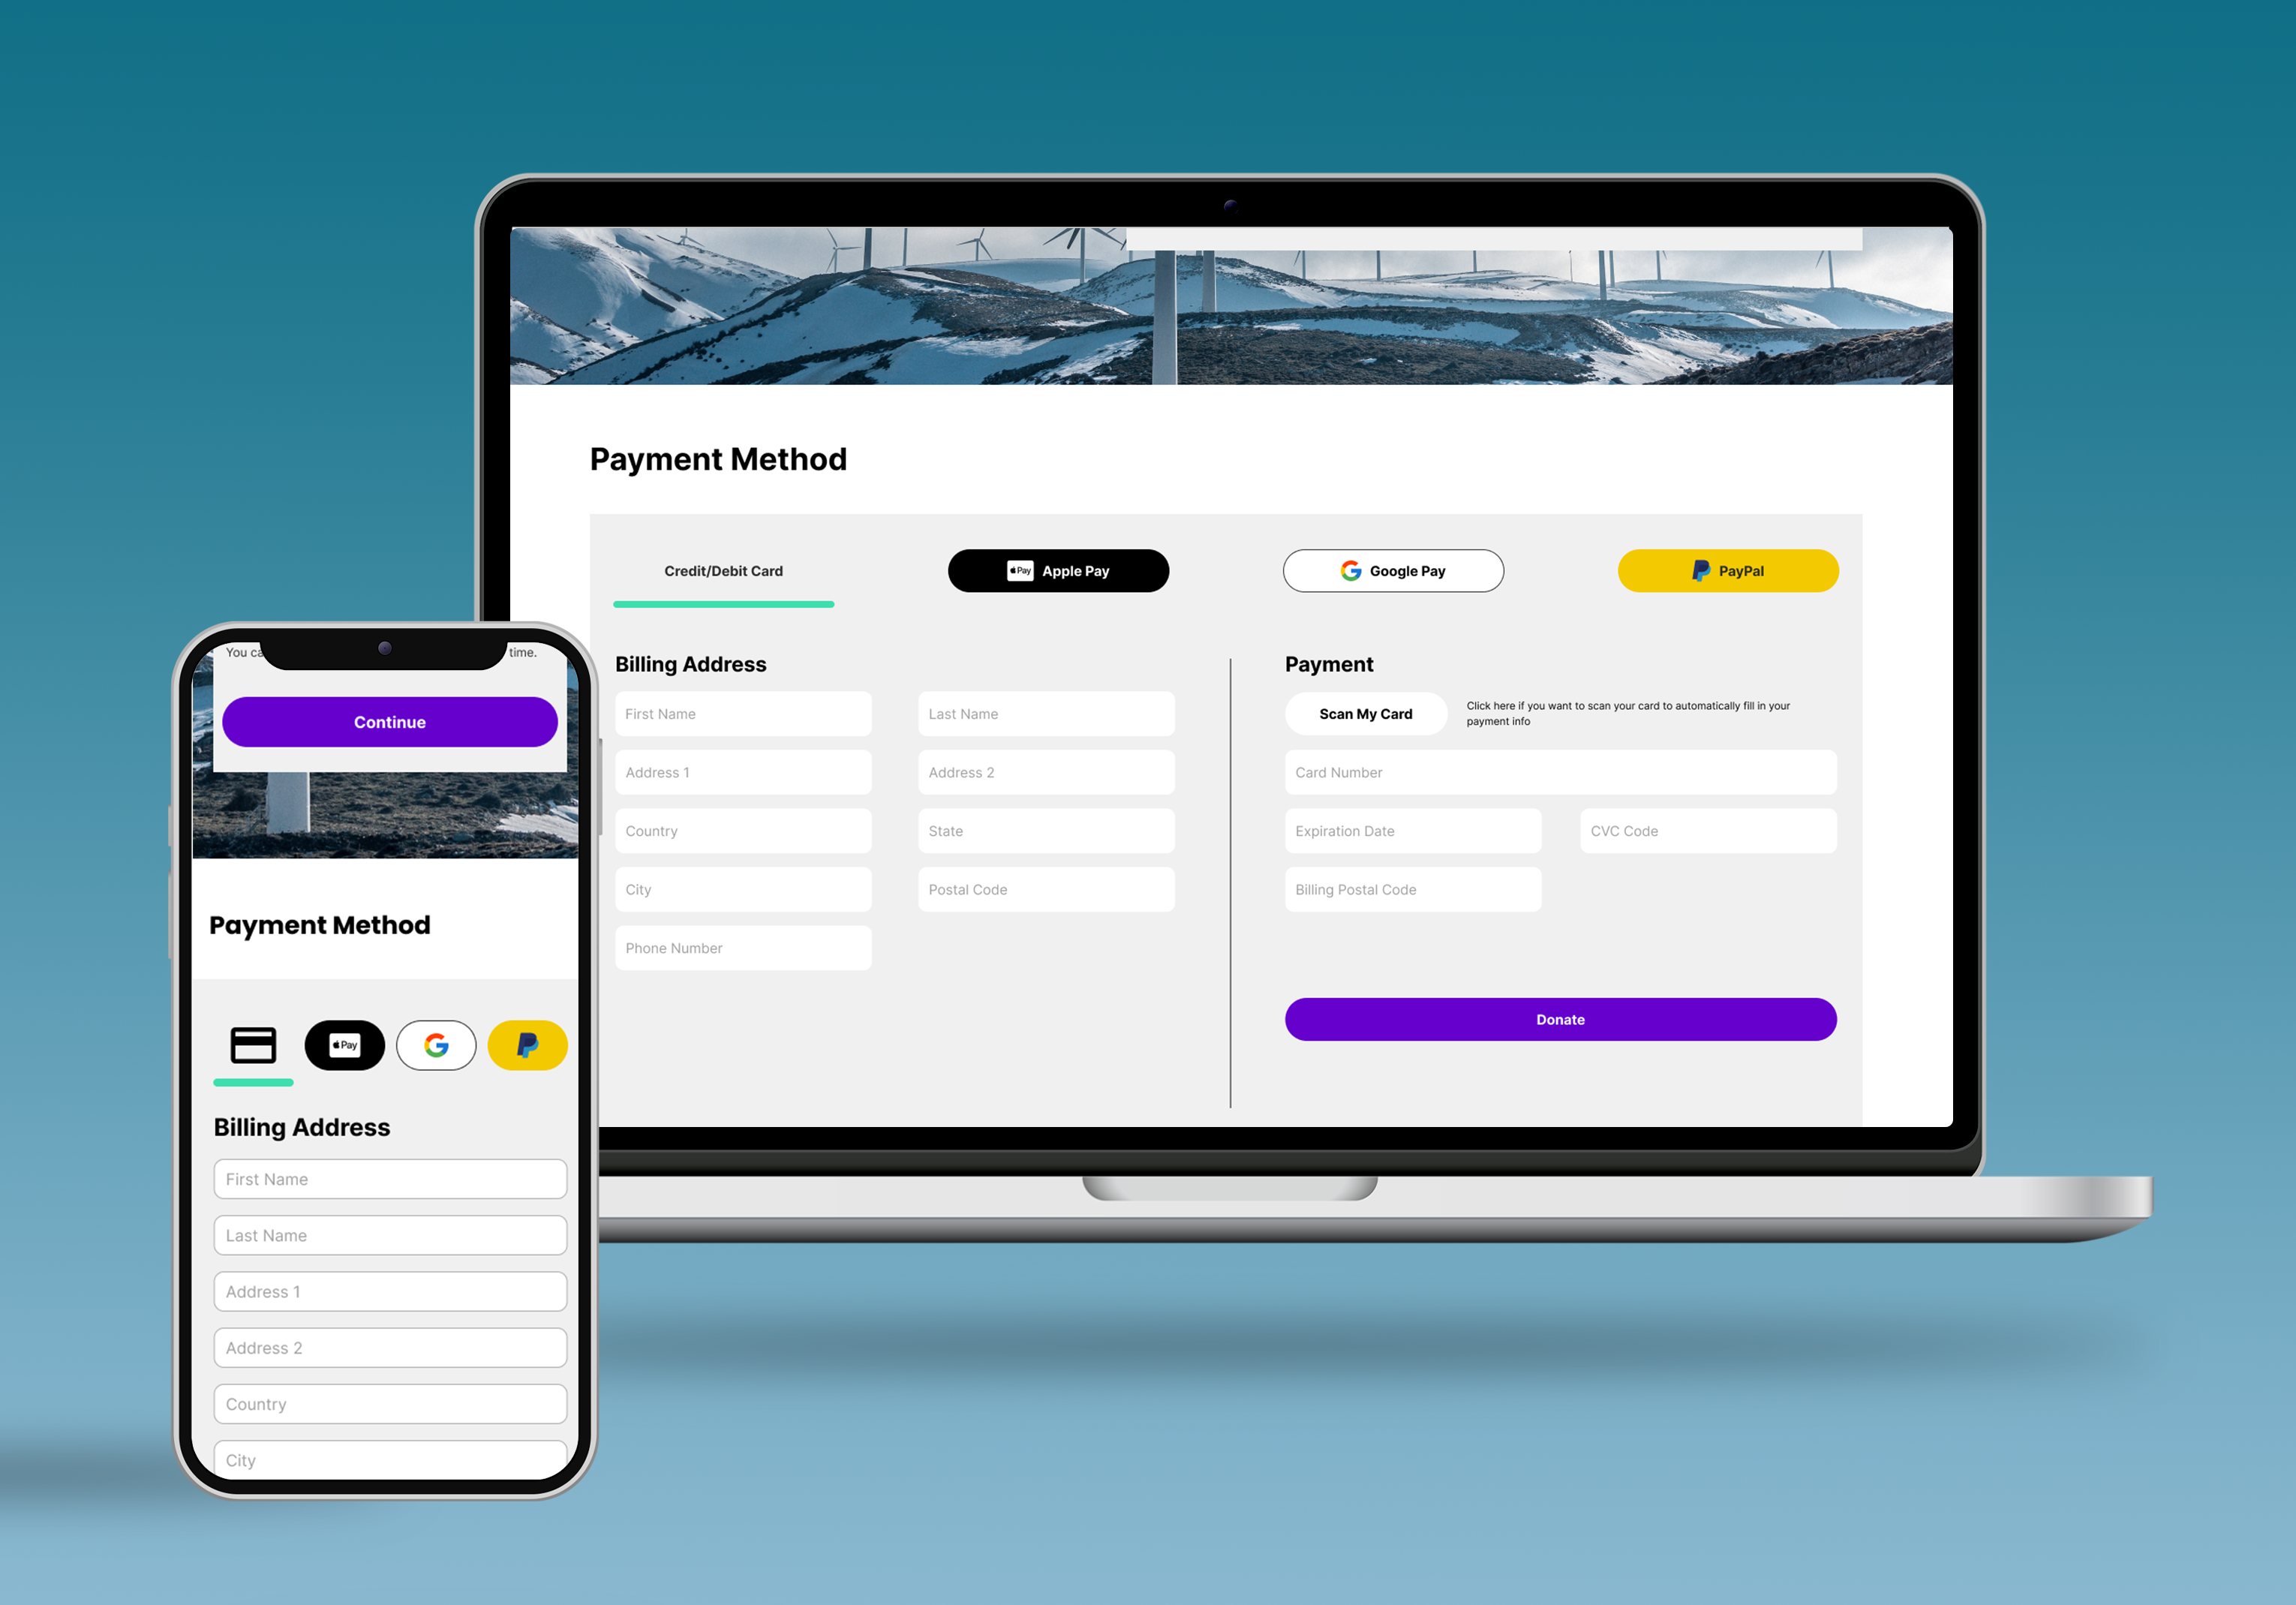 Payment Method
Credit/Debit Card
Pay Apple Pay
Google Pay
PayPal
Billing Address
First Name
Last Name
Address 1
Address 2
Country
State
City
Postal Code
Phone Number
Payment
Scan My Card
Click here if you want to scan your card to automatically fill in your
payment info
Card Number
Expiration Date
CVC Code
Billing Postal Code
Donate
You ca
time.
Continue
Payment Method
Pay
Billing Address
First Name
Last Name
Address 1
Address 2
Country
City